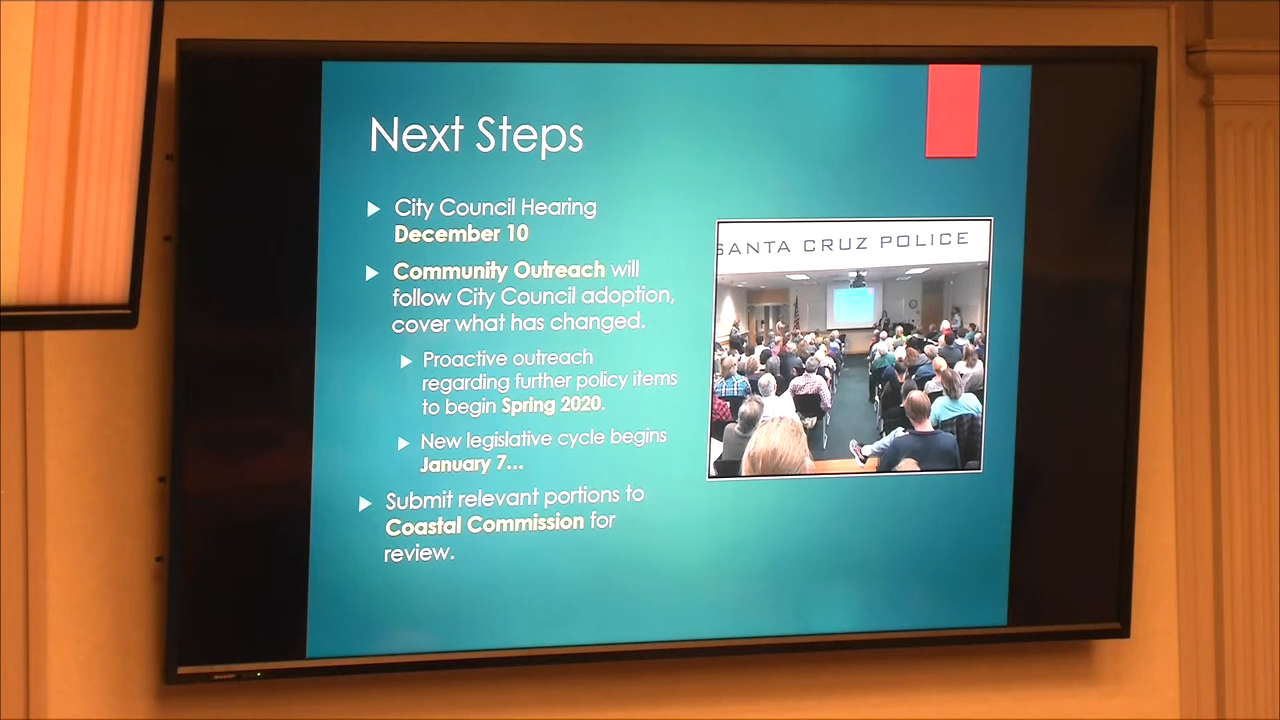 Next Steps
City Council Hearing
December 10
Community Outreach will
follow City Council adoption,
cover what has changed.
Proactive outreach
regarding further policy items
to begin Spring 2020.
New legislative cycle begins
January 7...
Submit relevant portions to
Coastal Commission for
review.
SANTA CRUZ POLICE
SHARP